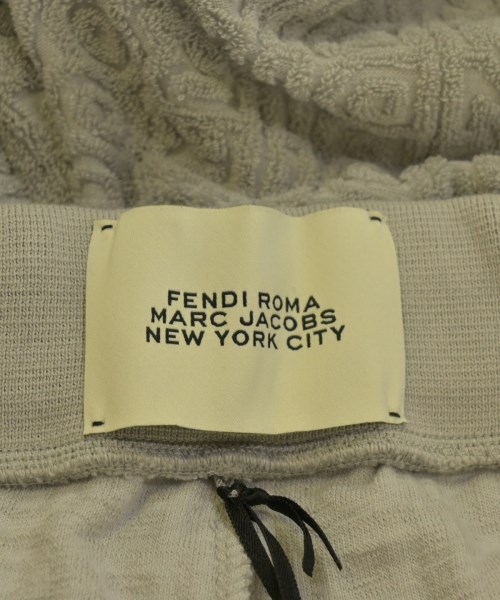 FENDI ROMA
MARC JACOBS
NEW YORK CITY